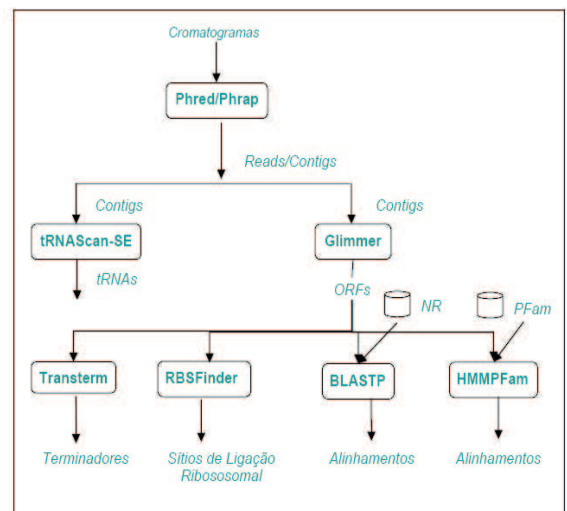 Cromatogramas
Phred/Phrap
Reads/Contigs
Contigs
Contigs
tRNAScan-SE
Glimmer
tRNAs
ORFs
NR
PFam
Transterm
RBSFinder
BLASTP
HMMPFam
Terminadores
Sítios de Ligação
Ribososomal
Alinhamentos
Alinhamentos